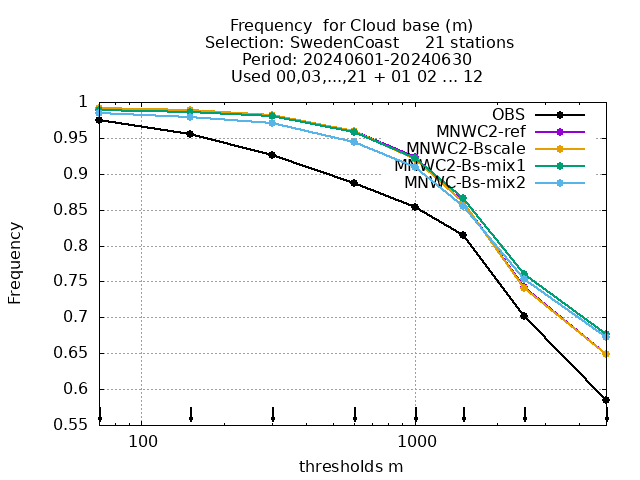 Frequency  for Cloud base (m)
Selection: SwedenCoast     21 stations
Period: 20240601-20240630
Used 00,03,...,21 + 01 02 ... 12
OBS
MNWC2-ref
MNWC2-Bscale
MNWC2-Bs-mix1
MNWC-Bs-mix2
1
0.95
0.9
0.85
0.8
0.75
0.7
0.65
0.6
0.55
Frequency
100
1000
thresholds m